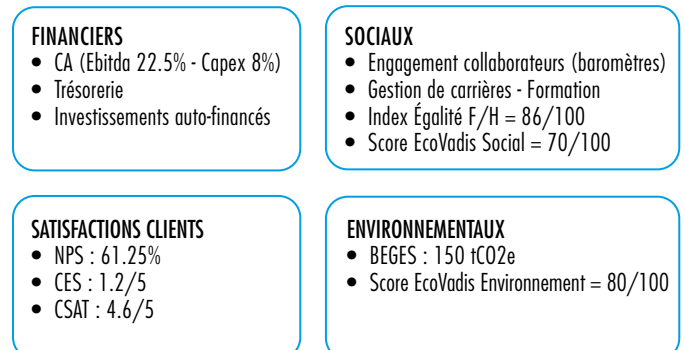 FINANCIERS
• CA (Ebitda 22.5% - Capex 8%)
• Trésorerie
• Investissements auto-financés
SOCIAUX
• Engagement collaborateurs (baromètres)
• Gestion de carrières - Formation
• Index Égalité F/H = 86/100
• Score EcoVadis Social = 70/100
SATISFACTIONS CLIENTS
• NPS : 61.25%
• CES : 1.2/5
• CSAT : 4.6/5
ENVIRONNEMENTAUX
• BEGES : 150 tCO2e
• Score EcoVadis Environnement = 80/100